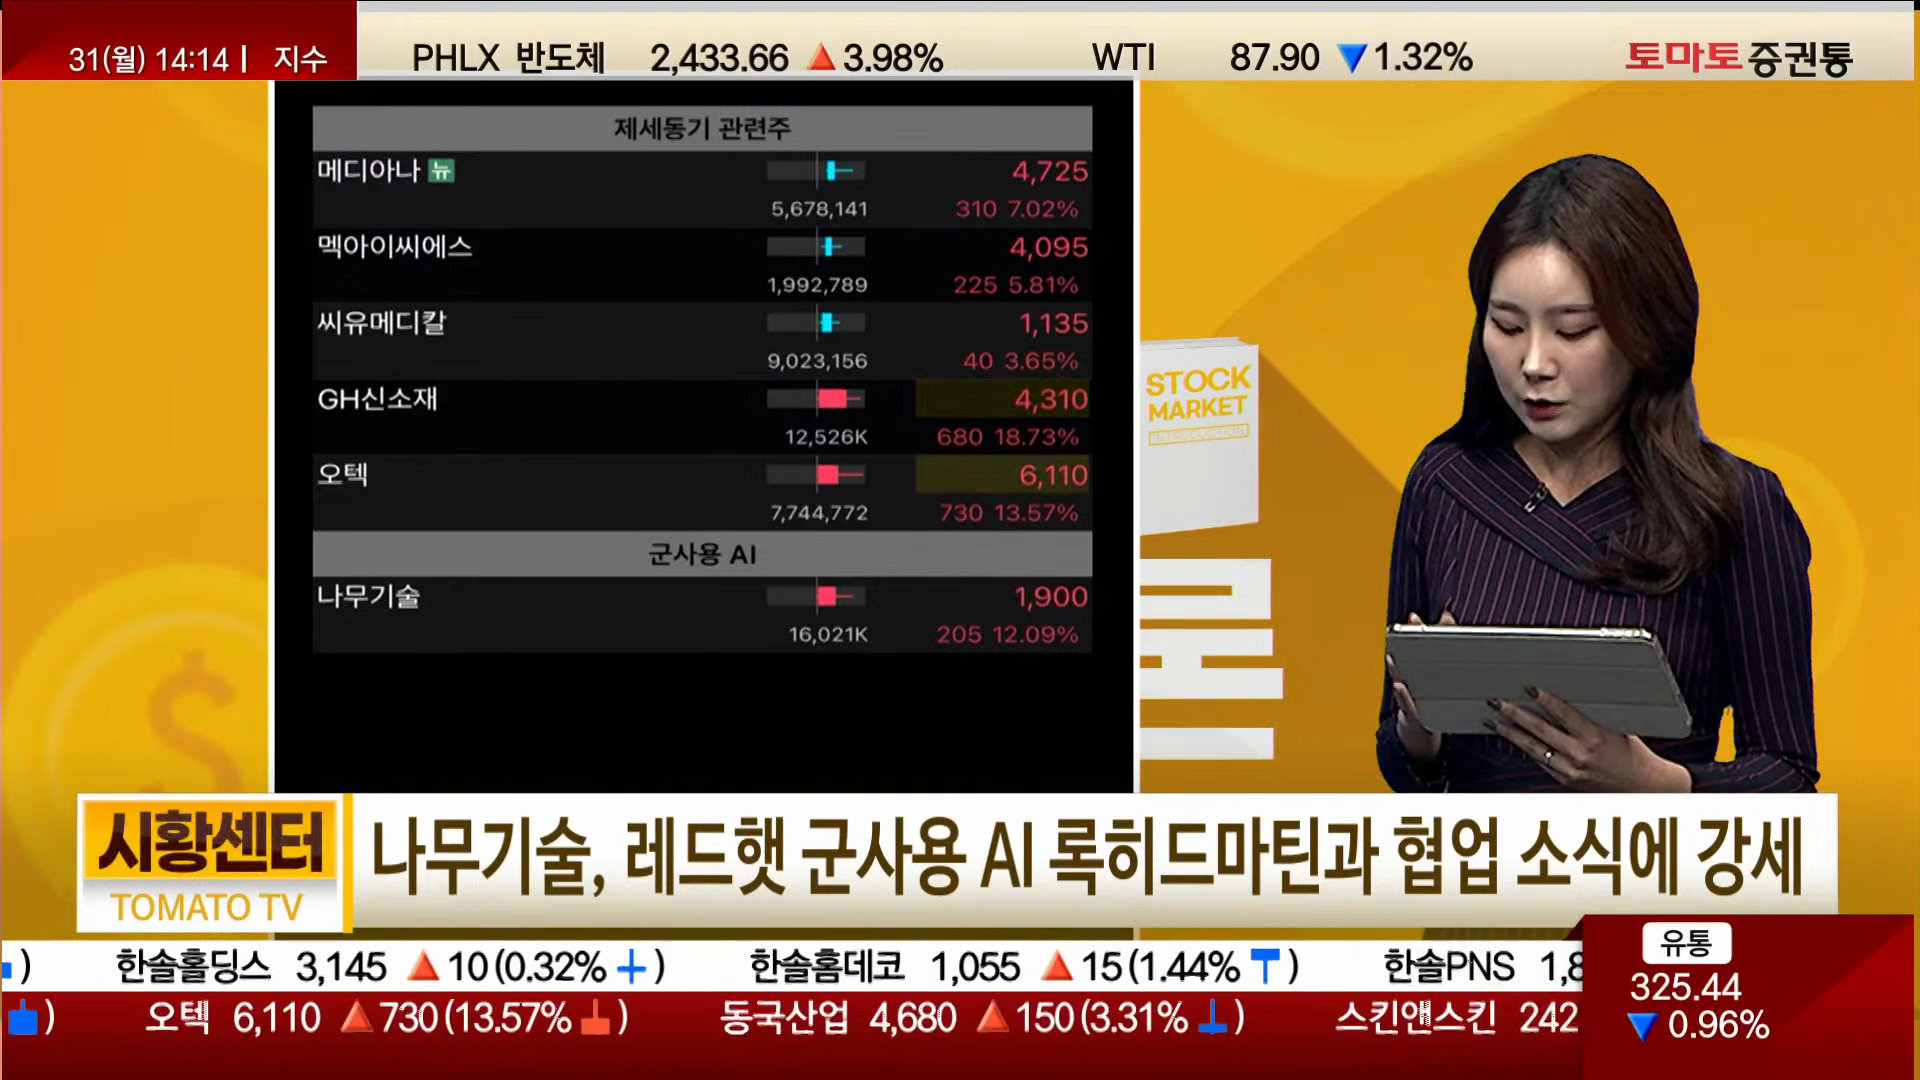 31(월) 14:14 | 지수 PHLX 반도체 2,433.66 ▲3.98% WTI 87.90 ▼1.32% 토마토증권통
제세동기 관련주
메디아나 뉴 4,725
5,678,141 310 7.02%
멕아이씨에스 4,095
1,992,789 225 5.81%
씨유메디칼 1,135
9,023,156 40 3.65%
GH신소재 4,310
12,526K 680 18.73%
오텍 6,110
7,744,772 730 13.57%
군사용 AI
나무기술 1,900
16,021K 205 12.09%
STOCK
MARKET
INTRODUCTION
시황센터
TOMATO TV
나무기술, 레드햇 군사용 AI 록히드마틴과 협업 소식에 강세
) 한솔홀딩스 3,145 ▲10(0.32% ) 한솔홈데코 1,055 ▲15(1.44% ) 한솔PNS 1,8
) 오텍 6,110 ▲730(13.57% ) 동국산업 4,680 ▲150(3.31% ) 스킨앤스킨 242
유통
325.44
▼0.96%